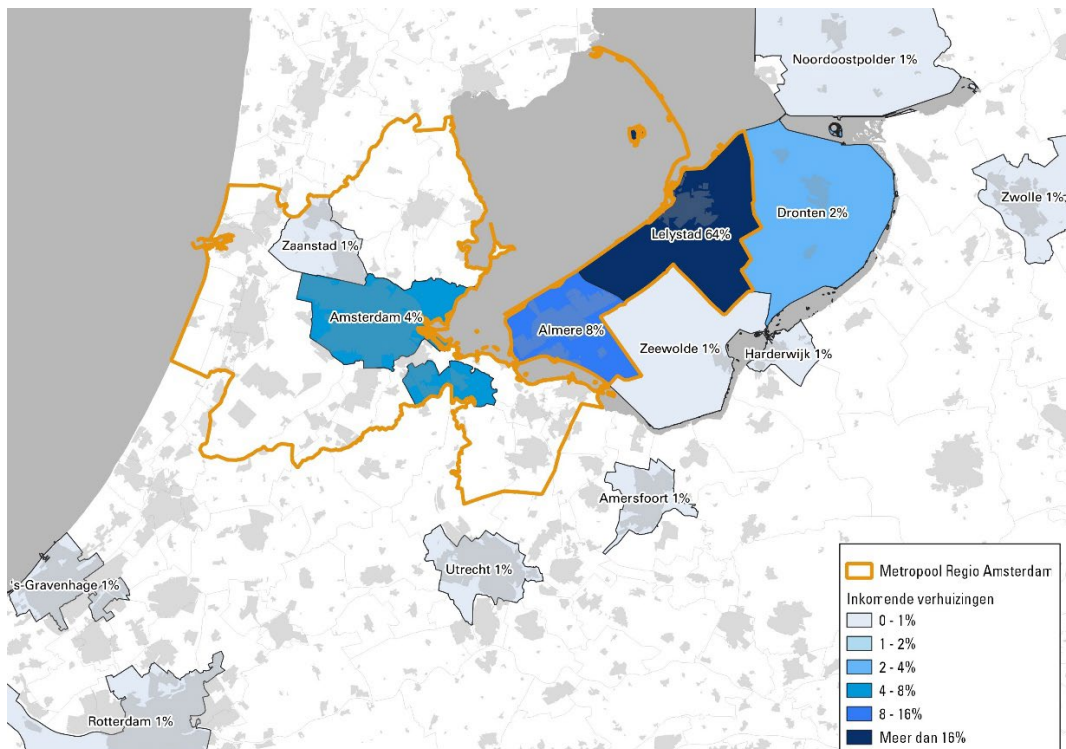 Noordoostpolder 1%
Zwolle 1%
Dronten 2%
Lelystad 64%
Zaanstad 1%
Amsterdam 4%
Almere 8%
Zeewolde 1%
Harderwijk 1%
Amersfoort 1%
Utrecht 1%
's-Gravenhage 1%
Rotterdam 1%
Metropool Regio Amsterdam
Inkomende verhuizingen
0 - 1%
1 - 2%
2 - 4%
4 - 8%
8 - 16%
Meer dan 16%